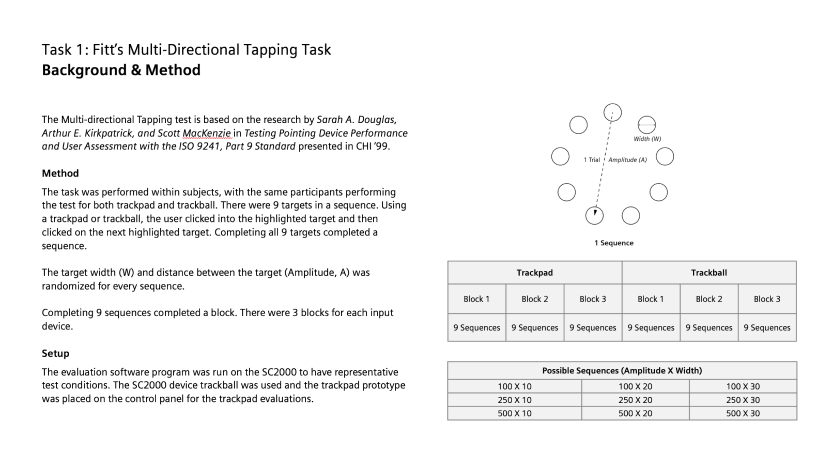 Task 1: Fitt's Multi-Directional Tapping Task
Background & Method
The Multi-directional Tapping test is based on the research by Sarah A. Douglas,
Arthur E. Kirkpatrick, and Scott MacKenzie in Testing Pointing Device Performance
and User Assessment with the ISO 9241, Part 9 Standard presented in CHI '99.
Method
The task was performed within subjects, with the same participants performing
the test for both trackpad and trackball. There were 9 targets in a sequence. Using
a trackpad or trackball, the user clicked into the highlighted target and then
clicked on the next highlighted target. Completing all 9 targets completed a
sequence.
The target width (W) and distance between the target (Amplitude, A) was
randomized for every sequence.
Completing 9 sequences completed a block. There were 3 blocks for each input
device.
Setup
The evaluation software program was run on the SC2000 to have representative
test conditions. The SC2000 device trackball was used and the trackpad prototype
was placed on the control panel for the trackpad evaluations.
Width (W)
1 Trial Amplitude (A)
1 Sequence
Trackpad Trackball
Block 1 Block 2 Block 3 Block 1 Block 2 Block 3
9 Sequences 9 Sequences 9 Sequences 9 Sequences 9 Sequences 9 Sequences
Possible Sequences (Amplitude X Width)
100 X 10 100 X 20 100 X 30
250 X 10 250 X 20 250 X 30
500 X 10 500 X 20 500 X 30